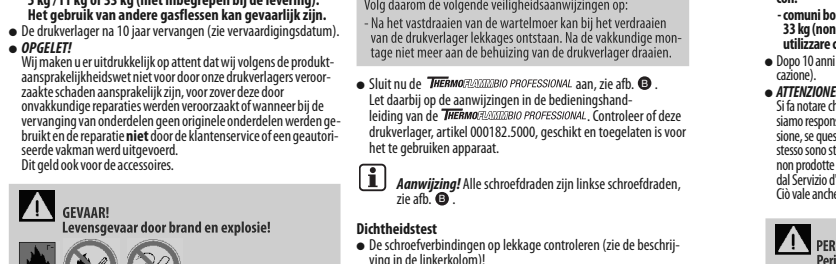 5 kg / 11 kg of 33 kg (niet inbegrepen bij de levering).
Het gebruik van andere gasflessen kan gevaarlijk zijn.
● De drukverlager na 10 jaar vervangen (zie vervaardigingsdatum).
● OPGELET!
Wij maken u er uitdrukkelijk op attent dat wij volgens de produkt-
aansprakelijkheidswet niet voor door onze drukverlagers veroor-
zaakte schaden aansprakelijk zijn, voor zover deze door
onvakkundige reparaties werden veroorzaakt of wanneer bij de
vervanging van onderdelen geen originele onderdelen werden ge-
bruikt en de reparatie niet door de klantenservice of een geautori-
seerde vakman werd uitgevoerd.
Dit geld ook voor de accessoires.
GEVAAR!
Levensgevaar door brand en explosie!
Volg daarom de volgende veiligheidsaanwijzingen op:
- Na het vastdraaien van de wartelmoer kan bij het verdraaien
van de drukverlager lekkages ontstaan. Na de vakkundige mon-
tage niet meer aan de behuizing van de drukverlager draaien.
● Sluit nu de THERMOFLAMMBIO PROFESSIONAL aan, zie afb. B .
Let daarbij op de aanwijzingen in de bedieningshand-
leiding van de THERMOFLAMMBIO PROFESSIONAL. Controleer of deze
drukverlager, artikel 000182.5000, geschikt en toegelaten is voor
het te gebruiken apparaat.
i
Aanwijzing! Alle schroefdraden zijn linkse schroefdraden,
zie afb. B .
Dichtheidstest
● De schroefverbindingen op lekkage controleren (zie de beschrij-
ving in de linkerkolom)!
con:
- comuni bo
33 kg (non
utilizzare c
● Dopo 10 anni
cazione).
● ATTENZIONE
Si fa notare ch
siamo respons
sione, se ques
stesso sono st
non prodotte
dal Servizio d'
Ciò vale anche
PER
Peri